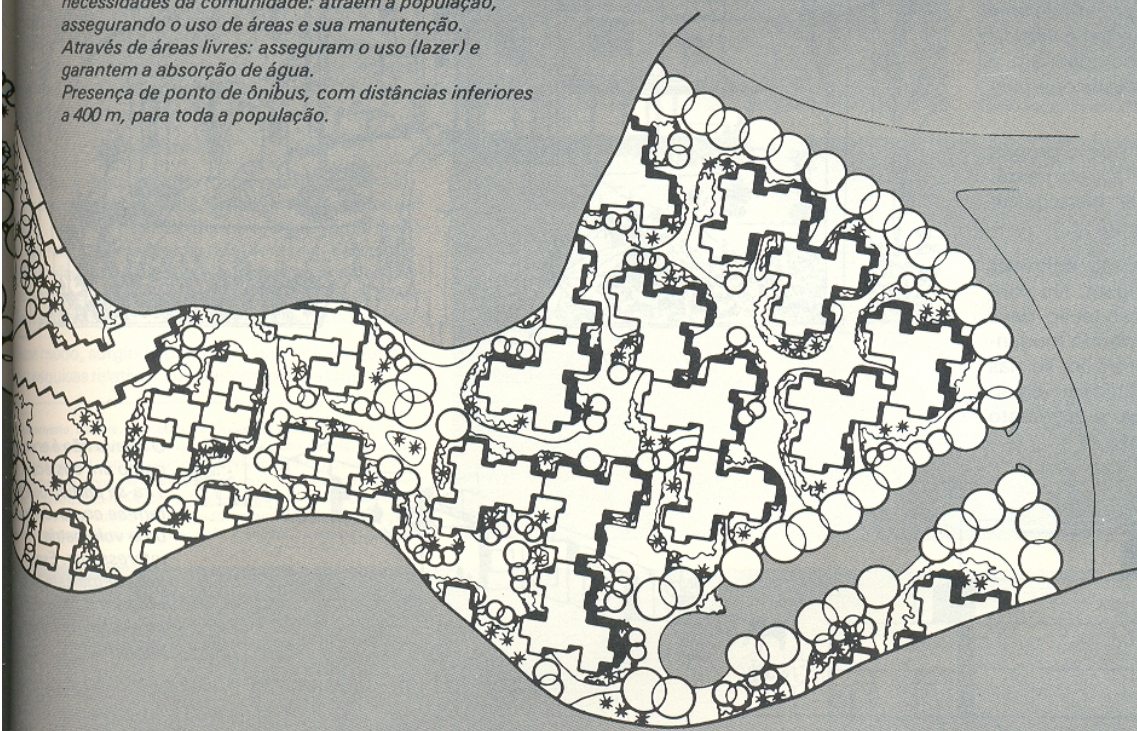 necessidades da comunidade: atraem a população,
assegurando o uso de áreas e sua manutenção.
Através de áreas livres: asseguram o uso (lazer) e
garantem a absorção de água.
Presença de ponto de ônibus, com distâncias inferiores
a 400 m, para toda a população.